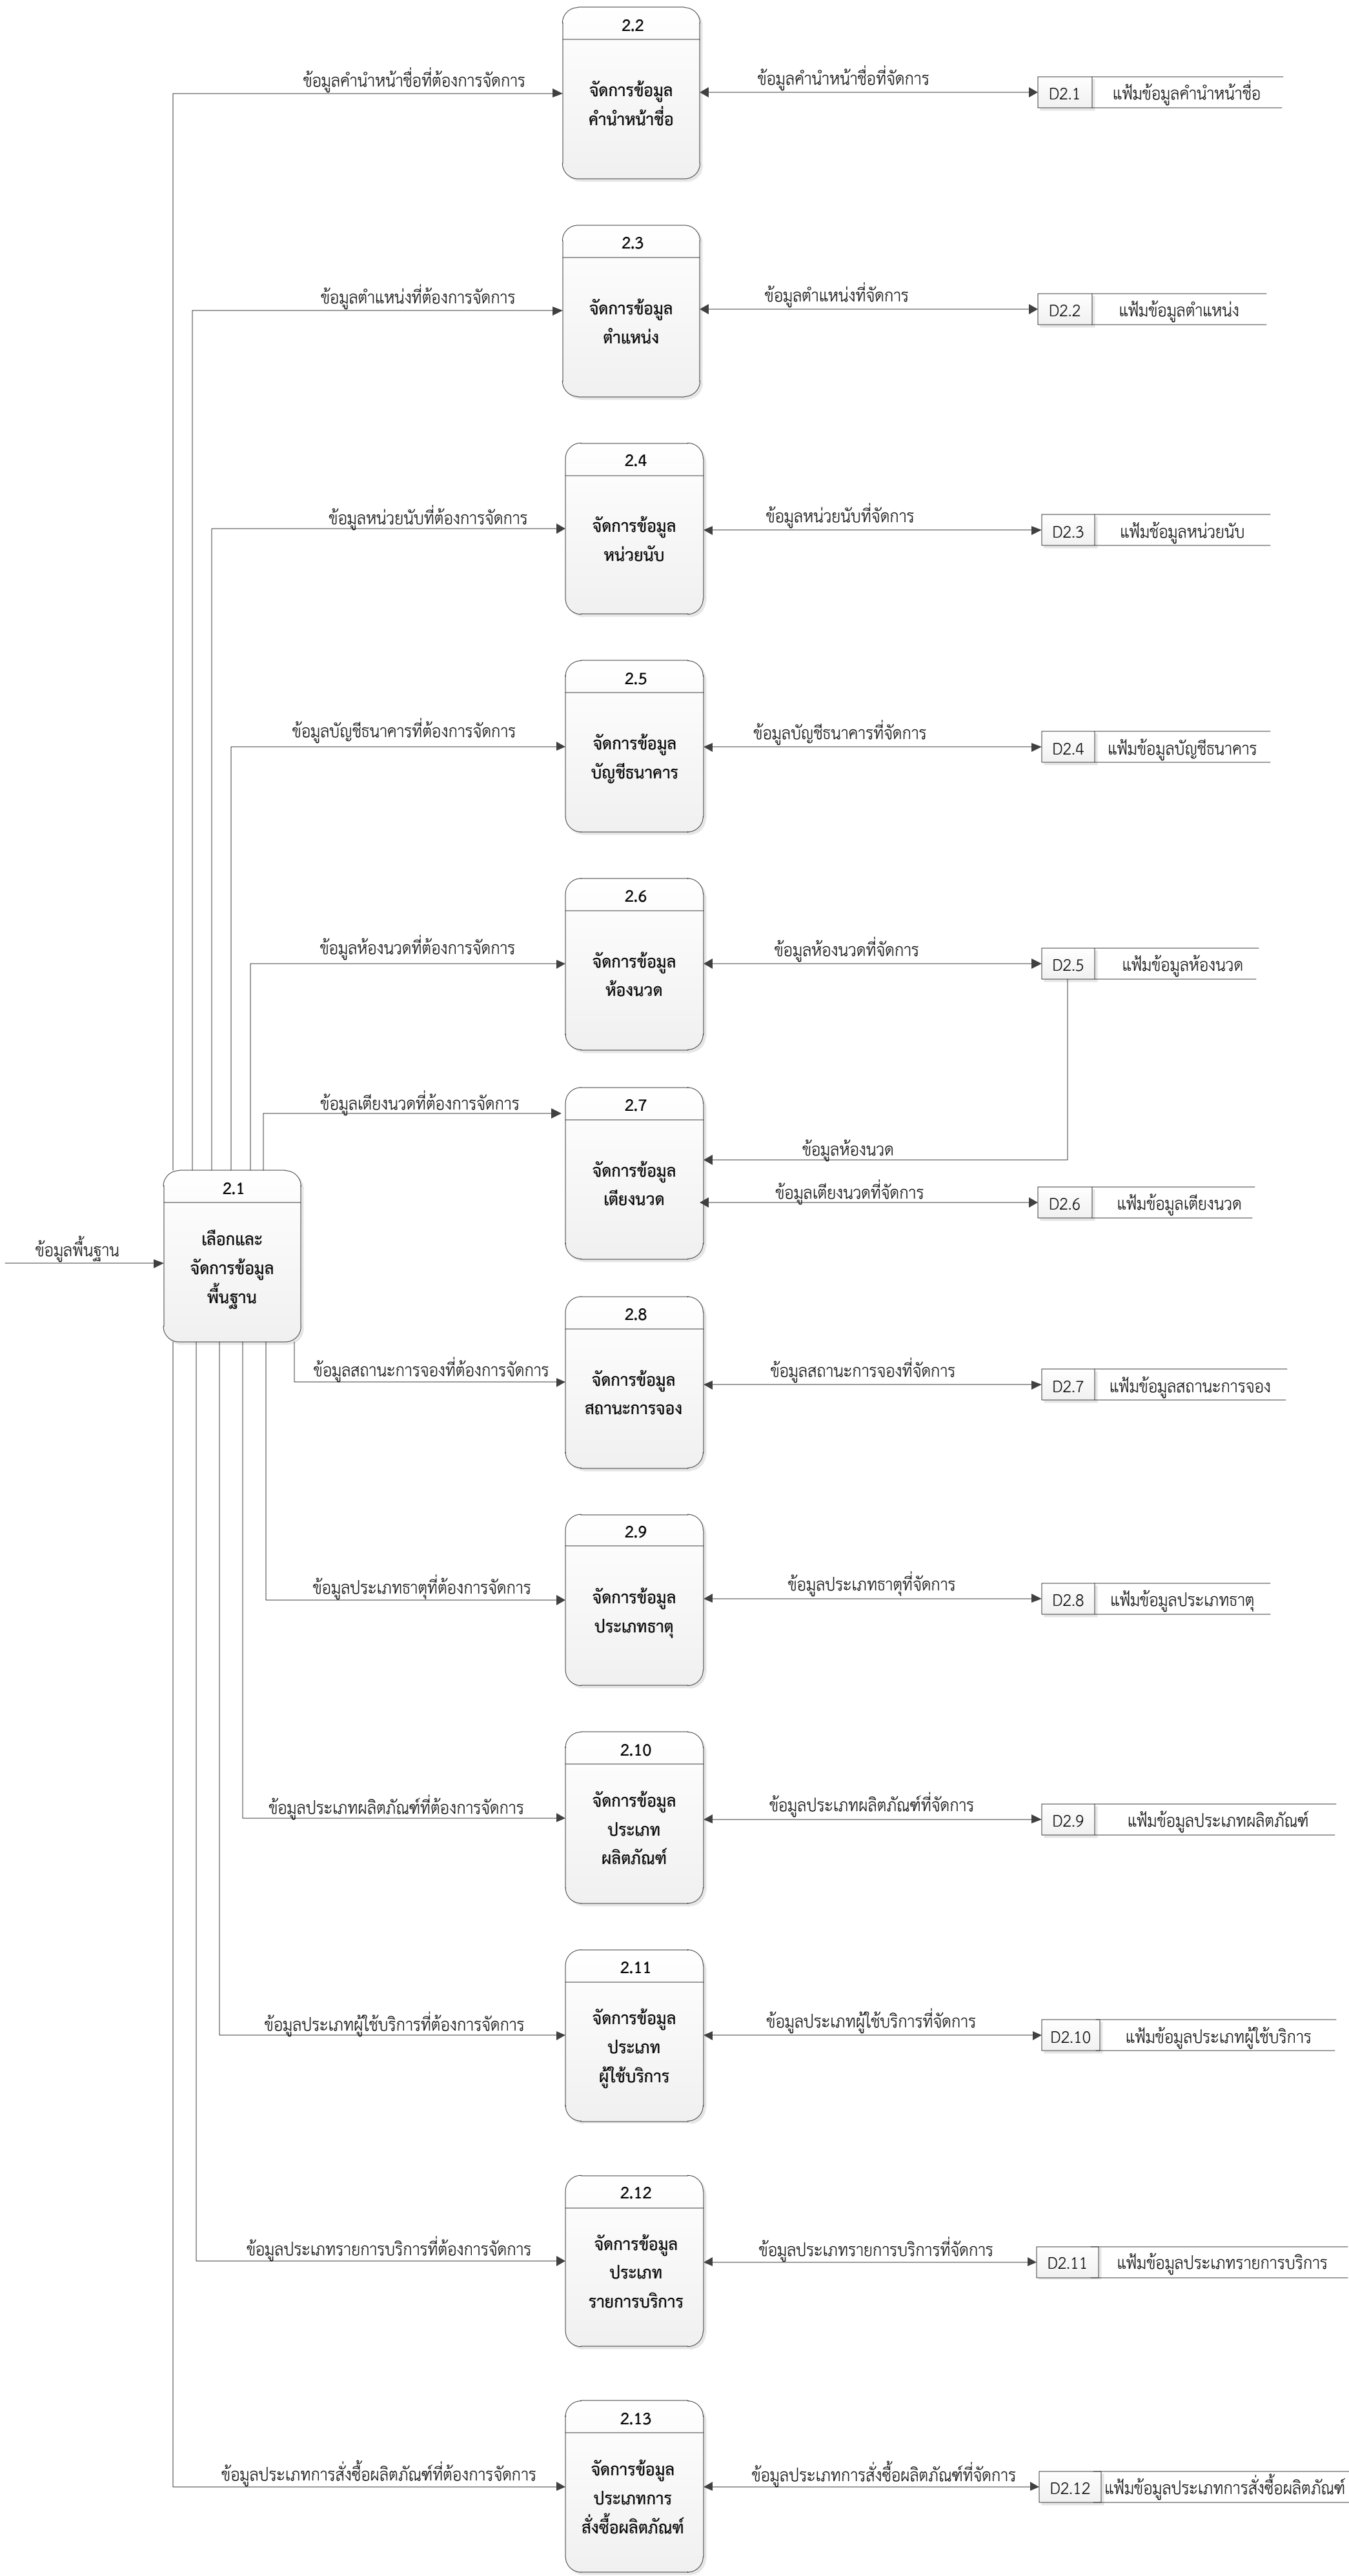 2.2
ข้อมูลคำนำหน้าชื่อที่ต้องการจัดการ
จัดการข้อมูล
คำนำหน้าชื่อ
ข้อมูลคำนำหน้าชื่อที่จัดการ
D2.1
แฟ้มข้อมูลคำนำหน้าชื่อ
2.3
ข้อมูลตำแหน่งที่ต้องการจัดการ
จัดการข้อมูล
ตำแหน่ง
ข้อมูลตำแหน่งที่จัดการ
D2.2
แฟ้มข้อมูลตำแหน่ง
2.4
ข้อมูลหน่วยนับที่ต้องการจัดการ
จัดการข้อมูล
หน่วยนับ
ข้อมูลหน่วยนับที่จัดการ
D2.3
แฟ้มช้อมูลหน่วยนับ
2.5
ข้อมูลบัญชีธนาคารที่ต้องการจัดการ
จัดการข้อมูล
บัญชีธนาคาร
ข้อมูลบัญชีธนาคารที่จัดการ
D2.4
แฟ้มข้อมูลบัญชีธนาคาร
2.6
ข้อมูลห้องนวดที่ต้องการจัดการ
จัดการข้อมูล
ห้องนวด
ข้อมูลห้องนวดที่จัดการ
D2.5
แฟ้มข้อมูลห้องนวด
2.7
ข้อมูลเตียงนวดที่ต้องการจัดการ
จัดการข้อมูล
เตียงนวด
ข้อมูลห้องนวด
ข้อมูลเตียงนวดที่จัดการ
D2.6
แฟ้มข้อมูลเตียงนวด
ข้อมูลพื้นฐาน
2.1
เลือกและ
จัดการข้อมูล
พื้นฐาน
2.8
ข้อมูลสถานะการจองที่ต้องการจัดการ
จัดการข้อมูล
สถานะการจอง
ข้อมูลสถานะการจองที่จัดการ
D2.7
แฟ้มข้อมูลสถานะการจอง
2.9
ข้อมูลประเภทธาตุที่ต้องการจัดการ
จัดการข้อมูล
ประเภทธาตุ
ข้อมูลประเภทธาตุที่จัดการ
D2.8
แฟ้มข้อมูลประเภทธาตุ
2.10
ข้อมูลประเภทผลิตภัณฑ์ที่ต้องการจัดการ
จัดการข้อมูล
ประเภท
ผลิตภัณฑ์
ข้อมูลประเภทผลิตภัณฑ์ที่จัดการ
D2.9
แฟ้มข้อมูลประเภทผลิตภัณฑ์
2.11
ข้อมูลประเภทผู้ใช้บริการที่ต้องการจัดการ
จัดการข้อมูล
ประเภท
ผู้ใช้บริการ
ข้อมูลประเภทผู้ใช้บริการที่จัดการ
D2.10
แฟ้มข้อมูลประเภทผู้ใช้บริการ
2.12
ข้อมูลประเภทรายการบริการที่ต้องการจัดการ
จัดการข้อมูล
ประเภท
รายการบริการ
ข้อมูลประเภทรายการบริการที่จัดการ
D2.11
แฟ้มข้อมูลประเภทรายการบริการ
2.13
ข้อมูลประเภทการสั่งซื้อผลิตภัณฑ์ที่ต้องการจัดการ
จัดการข้อมูล
ประเภทการ
สั่งซื้อผลิตภัณฑ์
ข้อมูลประเภทการสั่งซื้อผลิตภัณฑ์ที่จัดการ
D2.12
แฟ้มข้อมูลประเภทการสั่งซื้อผลิตภัณฑ์